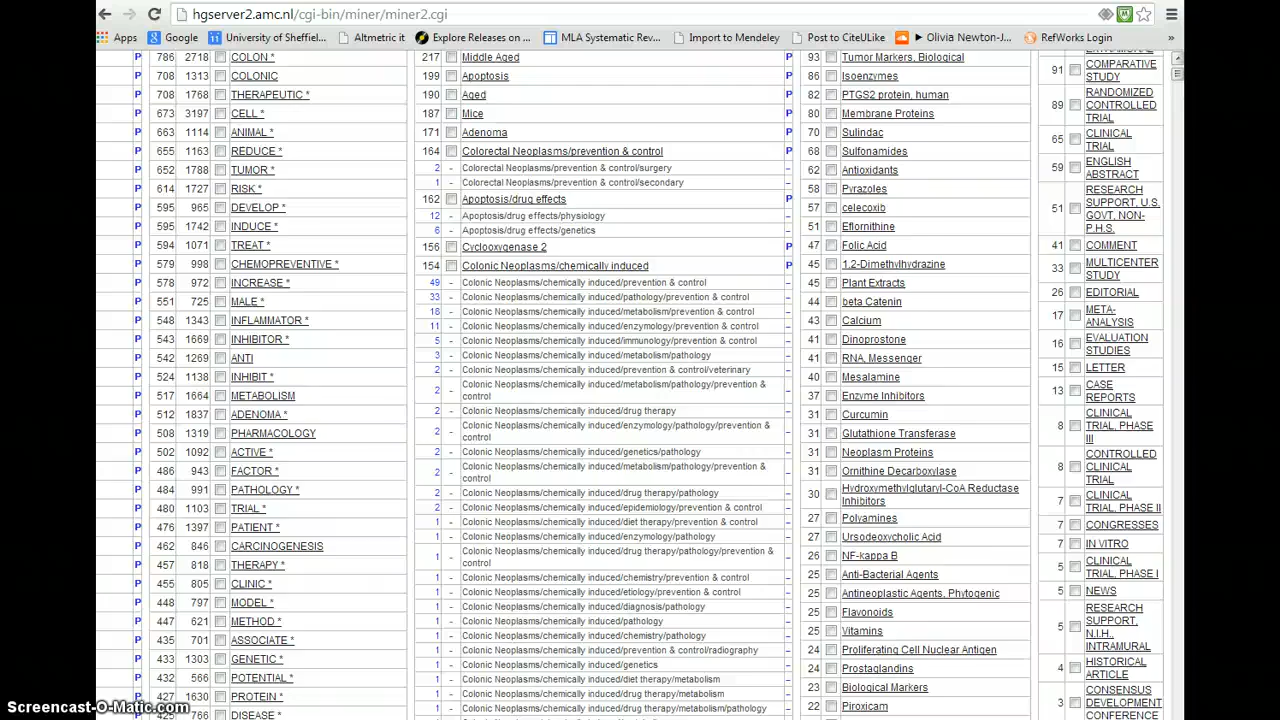 hgserver2.amc.nl/cgi-bin/miner/miner2.cgi
Apps Google University of Sheffiel... Altmetric it Explore Releases on ... MLA Systematic Rev... Import to Mendeley Post to CiteULike ▶ Olivia Newton-J... RefWorks Login »
P 786 2718 COLON *
P 708 1313 COLONIC
P 708 1768 THERAPEUTIC *
P 673 3197 CELL *
P 663 1114 ANIMAL *
P 655 1163 REDUCE *
P 652 1788 TUMOR *
P 614 1727 RISK *
P 595 965 DEVELOP *
P 595 1742 INDUCE *
P 594 1071 TREAT *
P 579 998 CHEMOPREVENTIVE *
P 578 972 INCREASE *
P 551 725 MALE *
P 548 1343 INFLAMMATOR *
P 543 1669 INHIBITOR *
P 542 1269 ANTI
P 524 1138 INHIBIT *
P 517 1664 METABOLISM
P 512 1837 ADENOMA *
P 508 1319 PHARMACOLOGY
P 502 1092 ACTIVE *
P 486 943 FACTOR *
P 484 991 PATHOLOGY *
P 480 1103 TRIAL *
P 476 1397 PATIENT *
P 462 846 CARCINOGENESIS
P 457 818 THERAPY *
P 455 805 CLINIC *
P 448 797 MODEL *
P 447 621 METHOD *
P 435 701 ASSOCIATE *
P 433 1303 GENETIC *
P 432 566 POTENTIAL *
P 427 1630 PROTEIN *
425 766 DISEASE *
217 Middle Aged
199 Apoptosis
190 Aged
187 Mice
171 Adenoma
164 Colorectal Neoplasms/prevention & control
2 - Colorectal Neoplasms/prevention & control/surgery
1 - Colorectal Neoplasms/prevention & control/secondary
162 Apoptosis/drug effects
12 - Apoptosis/drug effects/physiology
6 - Apoptosis/drug effects/genetics
156 Cyclooxygenase 2
154 Colonic Neoplasms/chemically induced
49 - Colonic Neoplasms/chemically induced/prevention & control
33 - Colonic Neoplasms/chemically induced/pathology/prevention & control
18 - Colonic Neoplasms/chemically induced/metabolism/prevention & control
11 - Colonic Neoplasms/chemically induced/enzymology/prevention & control
5 - Colonic Neoplasms/chemically induced/immunology/prevention & control
3 - Colonic Neoplasms/chemically induced/metabolism/pathology
2 - Colonic Neoplasms/chemically induced/prevention & control/veterinary
2 - Colonic Neoplasms/chemically induced/metabolism/pathology/prevention &
control
2 - Colonic Neoplasms/chemically induced/drug therapy
2 - Colonic Neoplasms/chemically induced/enzymology/pathology/prevention &
control
2 - Colonic Neoplasms/chemically induced/genetics/pathology
2 - Colonic Neoplasms/chemically induced/metabolism/pathology/prevention &
control
2 - Colonic Neoplasms/chemically induced/drug therapy/pathology
2 - Colonic Neoplasms/chemically induced/epidemiology/prevention & control
1 - Colonic Neoplasms/chemically induced/diet therapy/prevention & control
1 - Colonic Neoplasms/chemically induced/enzymology/pathology
1 - Colonic Neoplasms/chemically induced/drug therapy/pathology/prevention &
control
1 - Colonic Neoplasms/chemically induced/chemistry/prevention & control
1 - Colonic Neoplasms/chemically induced/etiology/prevention & control
1 - Colonic Neoplasms/chemically induced/diagnosis/pathology
1 - Colonic Neoplasms/chemically induced/pathology
1 - Colonic Neoplasms/chemically induced/chemistry/pathology
1 - Colonic Neoplasms/chemically induced/prevention & control/radiography
1 - Colonic Neoplasms/chemically induced/genetics
1 - Colonic Neoplasms/chemically induced/diet therapy/metabolism
1 - Colonic Neoplasms/chemically induced/drug therapy/metabolism
1 - Colonic Neoplasms/chemically induced/drug therapy/metabolism/pathology
P 93 Tumor Markers, Biological
P 86 Isoenzymes
P 82 PTGS2 protein, human
P 80 Membrane Proteins
P 70 Sulindac
P 68 Sulfonamides
62 Antioxidants
58 Pyrazoles
P 57 celecoxib
51 Eflornithine
P 47 Folic Acid
P 45 1,2-Dimethylhydrazine
45 Plant Extracts
44 beta Catenin
43 Calcium
41 Dinoprostone
41 RNA, Messenger
40 Mesalamine
37 Enzyme Inhibitors
31 Curcumin
31 Glutathione Transferase
31 Neoplasm Proteins
31 Ornithine Decarboxylase
30 Hydroxymethylglutaryl-CoA Reductase
Inhibitors
27 Polyamines
27 Ursodeoxycholic Acid
26 NF-kappa B
25 Anti-Bacterial Agents
25 Antineoplastic Agents, Phytogenic
25 Flavonoids
25 Vitamins
24 Proliferating Cell Nuclear Antigen
24 Prostaglandins
23 Biological Markers
22 Piroxicam
91 COMPARATIVE
STUDY
89 RANDOMIZED
CONTROLLED
TRIAL
65 CLINICAL
TRIAL
59 ENGLISH
ABSTRACT
51 RESEARCH
SUPPORT, U.S.
GOVT, NON-
P.H.S.
41 COMMENT
33 MULTICENTER
STUDY
26 EDITORIAL
17 META-
ANALYSIS
16 EVALUATION
STUDIES
15 LETTER
13 CASE
REPORTS
8 CLINICAL
TRIAL, PHASE
III
8 CONTROLLED
CLINICAL
TRIAL
7 CLINICAL
TRIAL, PHASE II
7 CONGRESSES
7 IN VITRO
5 CLINICAL
TRIAL, PHASE I
5 NEWS
5 RESEARCH
SUPPORT,
N.I.H.,
INTRAMURAL
4 HISTORICAL
ARTICLE
3 CONSENSUS
DEVELOPMENT
CONFERENCE
Screencast-O-Matic.com